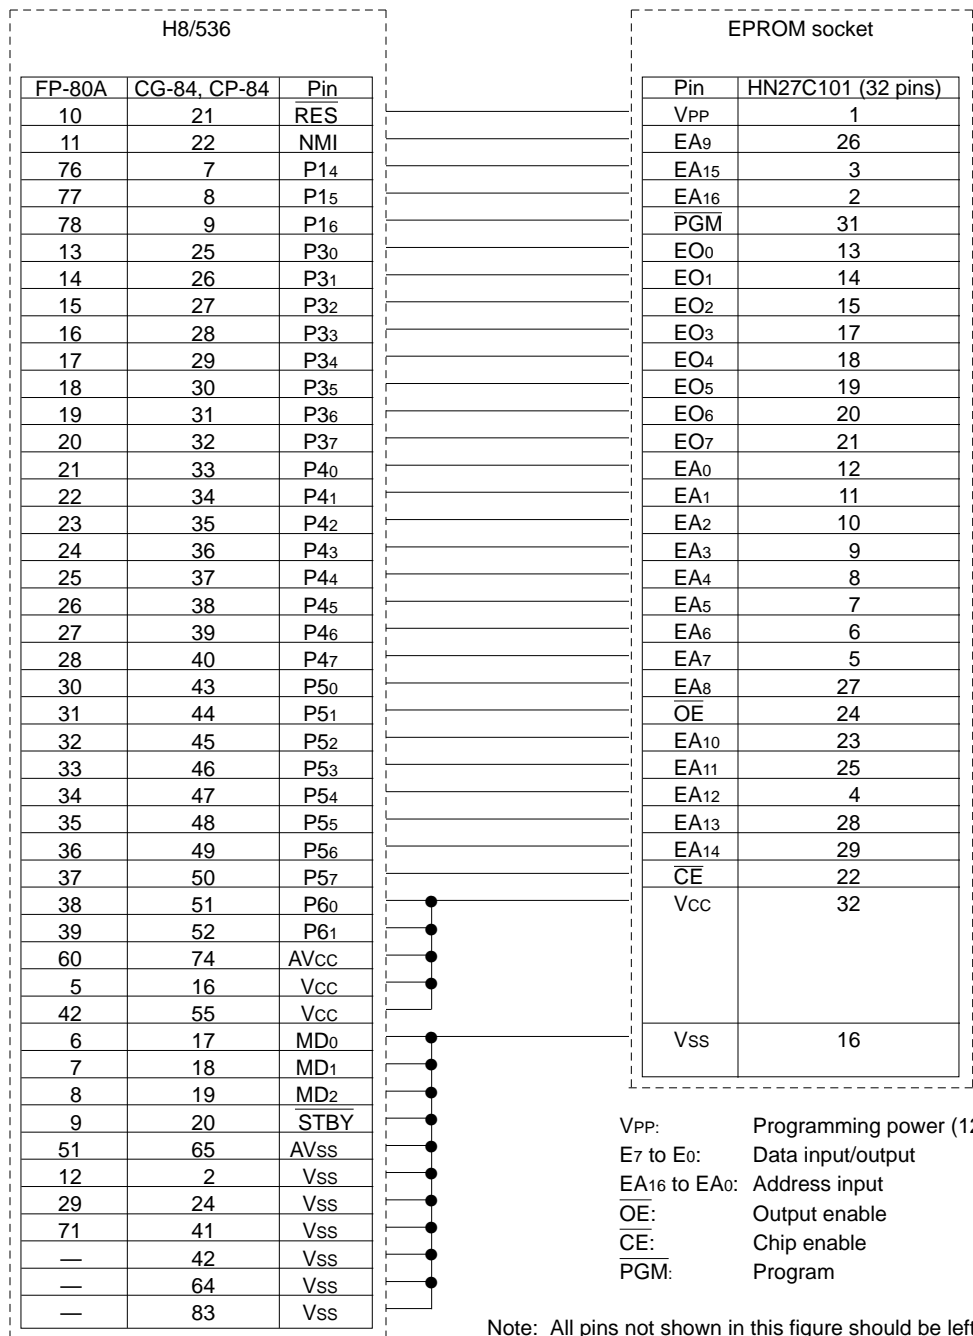 H8/536 EPROM socket
FP-80A CG-84, CP-84 Pin Pin HN27C101 (32 pins)
10 21 RES VPP 1
11 22 NMI EA9 26
76 7 P14 EA15 3
77 8 P15 EA16 2
78 9 P16 PGM 31
13 25 P30 EO0 13
14 26 P31 EO1 14
15 27 P32 EO2 15
16 28 P33 EO3 17
17 29 P34 EO4 18
18 30 P35 EO5 19
19 31 P36 EO6 20
20 32 P37 EO7 21
21 33 P40 EA0 12
22 34 P41 EA1 11
23 35 P42 EA2 10
24 36 P43 EA3 9
25 37 P44 EA4 8
26 38 P45 EA5 7
27 39 P46 EA6 6
28 40 P47 EA7 5
30 43 P50 EA8 27
31 44 P51 OE 24
32 45 P52 EA10 23
33 46 P53 EA11 25
34 47 P54 EA12 4
35 48 P55 EA13 28
36 49 P56 EA14 29
37 50 P57 CE 22
38 51 P60 VCC 32
39 52 P61
60 74 AVCC
5 16 VCC
42 55 VCC
6 17 MD0 VSS 16
7 18 MD1
8 19 MD2
9 20 STBY
51 65 AVSS
12 2 VSS
29 24 VSS
71 41 VSS
— 42 VSS
— 64 VSS
— 83 VSS
VPP: Programming power (12
E7 to E0: Data input/output
EA16 to EA0: Address input
OE: Output enable
CE: Chip enable
PGM: Program
Note: All pins not shown in this figure should be left